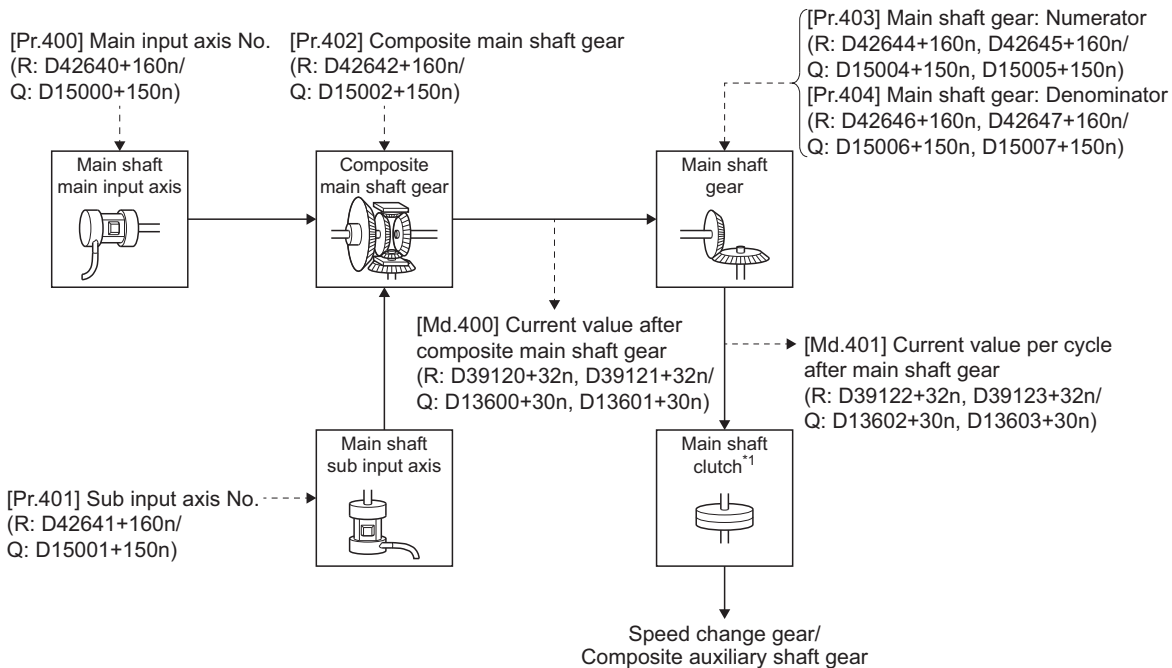 [Pr.400] Main input axis No.
(R: D42640+160n/
Q: D15000+150n)
[Pr.402] Composite main shaft gear
(R: D42642+160n/
Q: D15002+150n)
[Pr.403] Main shaft gear: Numerator
(R: D42644+160n, D42645+160n/
Q: D15004+150n, D15005+150n)
[Pr.404] Main shaft gear: Denominator
(R: D42646+160n, D42647+160n/
Q: D15006+150n, D15007+150n)
Main shaft
main input axis
Composite
main shaft gear
Main shaft
gear
[Md.400] Current value after
composite main shaft gear
(R: D39120+32n, D39121+32n/
Q: D13600+30n, D13601+30n)
[Md.401] Current value per cycle
after main shaft gear
(R: D39122+32n, D39123+32n/
Q: D13602+30n, D13603+30n)
Main shaft
sub input axis
Main shaft
clutch*1
[Pr.401] Sub input axis No.
(R: D42641+160n/
Q: D15001+150n)
Speed change gear/
Composite auxiliary shaft gear